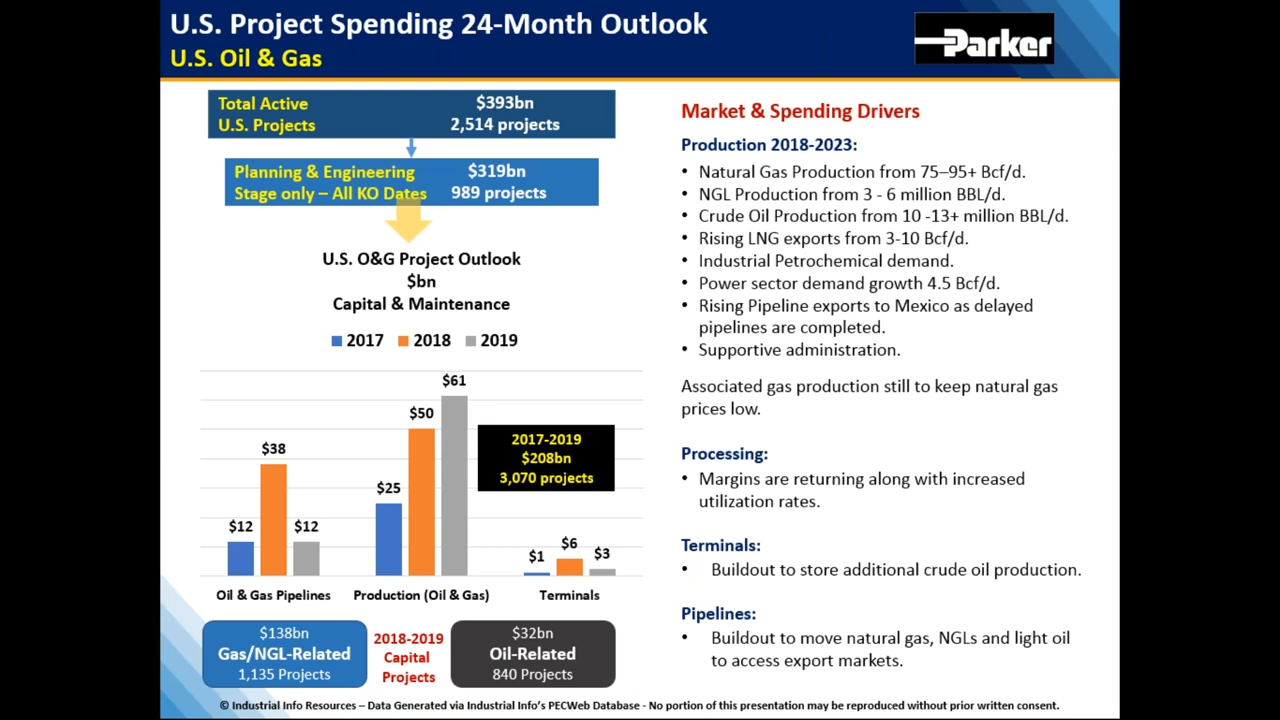 U.S. Project Spending 24-Month Outlook
U.S. Oil & Gas
Parker
Total Active
U.S. Projects
$393bn
2,514 projects
Planning & Engineering
Stage only – All KO Dates
$319bn
989 projects
U.S. O&G Project Outlook
$bn
Capital & Maintenance
2017 2018 2019
$12 $38 $12
$25 $50 $61
$1 $6 $3
2017-2019
$208bn
3,070 projects
Oil & Gas Pipelines Production (Oil & Gas) Terminals
$138bn
Gas/NGL-Related
1,135 Projects
2018-2019
Capital
Projects
$32bn
Oil-Related
840 Projects
Market & Spending Drivers
Production 2018-2023:
• Natural Gas Production from 75–95+ Bcf/d.
• NGL Production from 3 - 6 million BBL/d.
• Crude Oil Production from 10 -13+ million BBL/d.
• Rising LNG exports from 3-10 Bcf/d.
• Industrial Petrochemical demand.
• Power sector demand growth 4.5 Bcf/d.
• Rising Pipeline exports to Mexico as delayed
pipelines are completed.
• Supportive administration.
Associated gas production still to keep natural gas
prices low.
Processing:
• Margins are returning along with increased
utilization rates.
Terminals:
• Buildout to store additional crude oil production.
Pipelines:
• Buildout to move natural gas, NGLs and light oil
to access export markets.
© Industrial Info Resources – Data Generated via Industrial Info's PECWeb Database - No portion of this presentation may be reproduced without prior written consent.